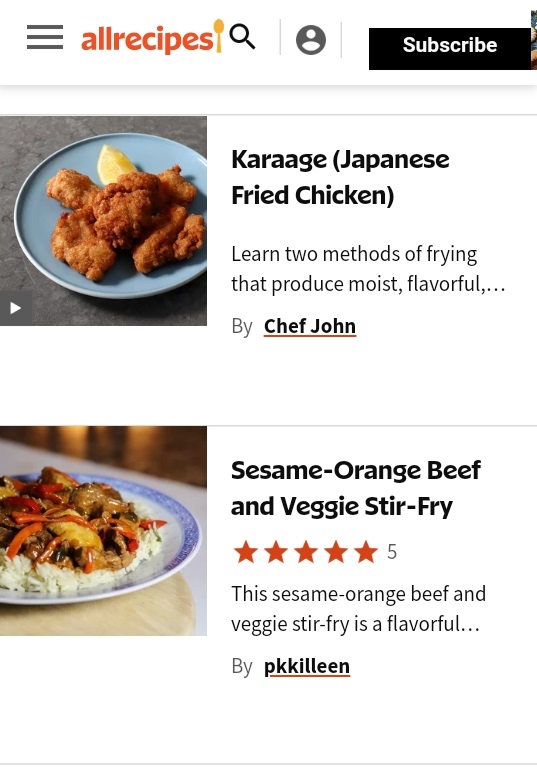 allrecipes
Subscribe
Karaage (Japanese
Fried Chicken)
Learn two methods of frying
that produce moist, flavorful,…
By Chef John
Sesame-Orange Beef
and Veggie Stir-Fry
5
This sesame-orange beef and
veggie stir-fry is a flavorful…
By pkkilleen